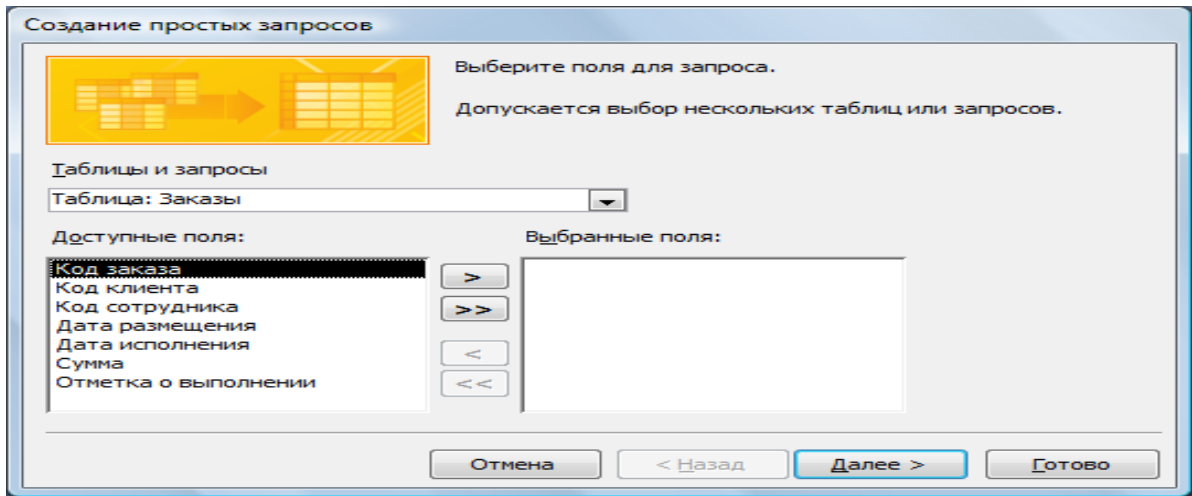 Создание простых запросов
Выберите поля для запроса.
Допускается выбор нескольких таблиц или запросов.
Таблицы и запросы
Таблица: Заказы
Доступные поля:
Выбранные поля:
Код заказа
Код клиента
Код сотрудника
Дата размещения
Дата исполнения
Сумма
Отметка о выполнении
>
>>
<
<<
Отмена
< Назад
Далее >
Готово